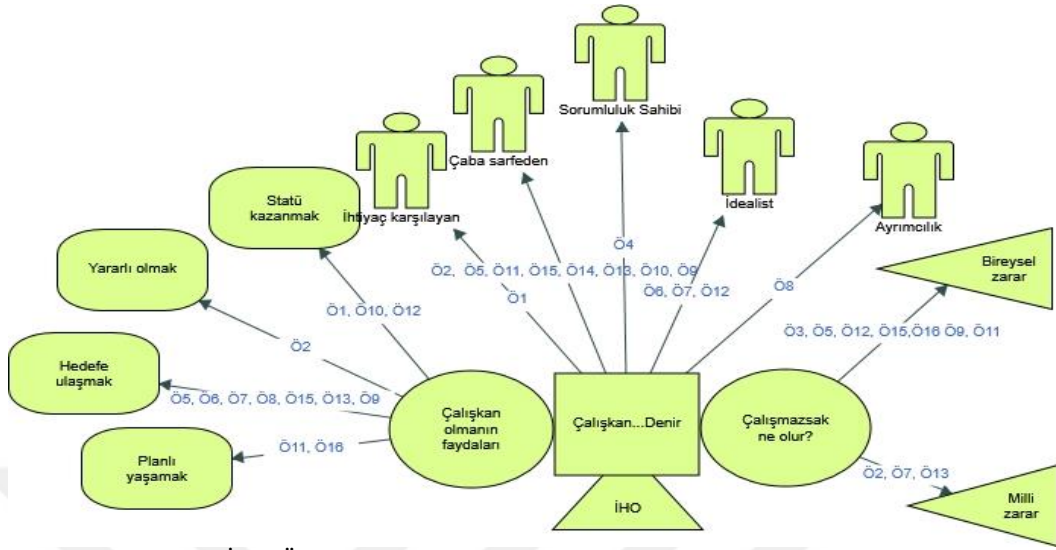 Sorumluluk Sahibi
Çaba sarfeden
İdealist
İhtiyaç karşılayan
Ayrımcılık
Statü
kazanmak
Yararlı olmak
Hedefe
ulaşmak
Planlı
yaşamak
Bireysel
zarar
Milli
zarar
Ö4
Ö2, Ö5, Ö11, Ö15, Ö14, Ö13, Ö10, Ö9
Ö1
Ö6, Ö7, Ö12
Ö8
Ö1, Ö10, Ö12
Ö2
Ö5, Ö6, Ö7, Ö8, Ö15, Ö13, Ö9
Ö11, Ö16
Ö3, Ö5, Ö12, Ö15,Ö16 Ö9, Ö11
Ö2, Ö7, Ö13
Çalışkan
olmanın
faydaları
Çalışkan...Denir
Çalışmazsak
ne olur?
İHO